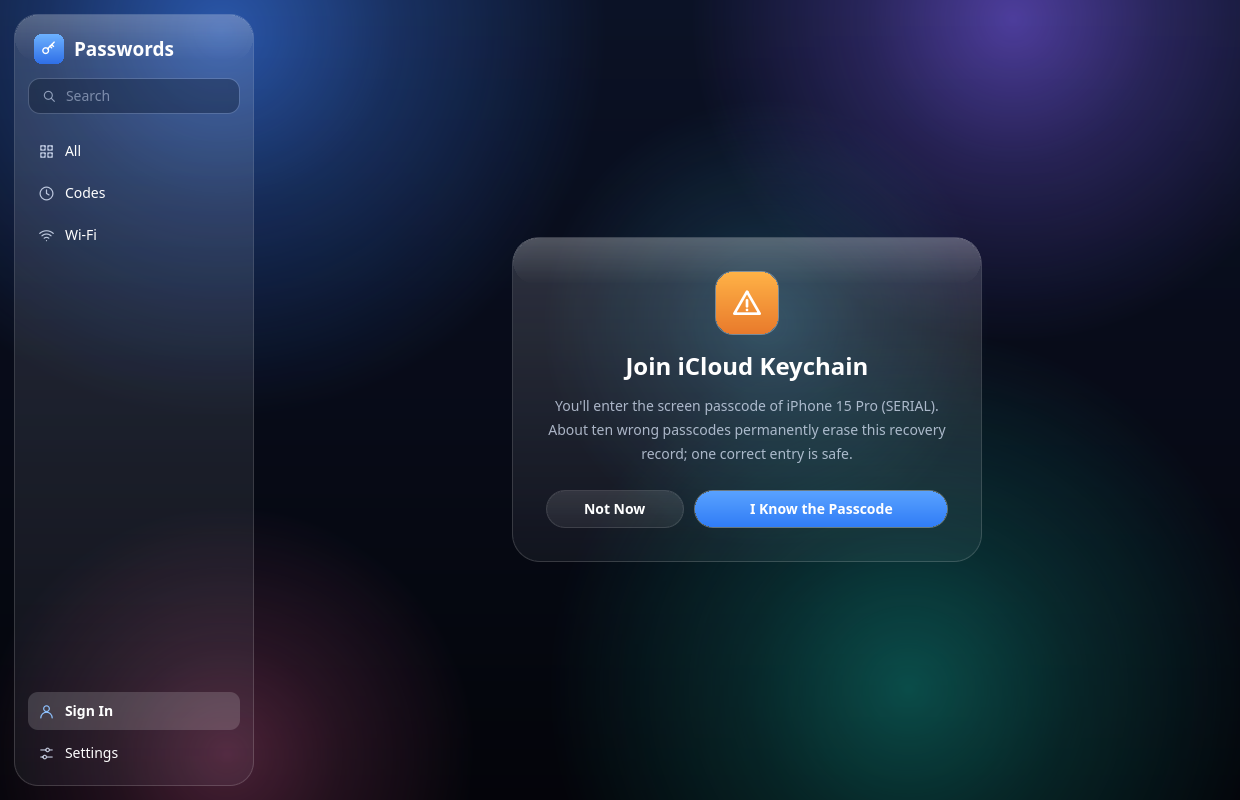 Passwords
Search
All
Codes
Wi-Fi
Sign In
Settings
Join iCloud Keychain
You'll enter the screen passcode of iPhone 15 Pro (SERIAL).
About ten wrong passcodes permanently erase this recovery
record; one correct entry is safe.
Not Now
I Know the Passcode